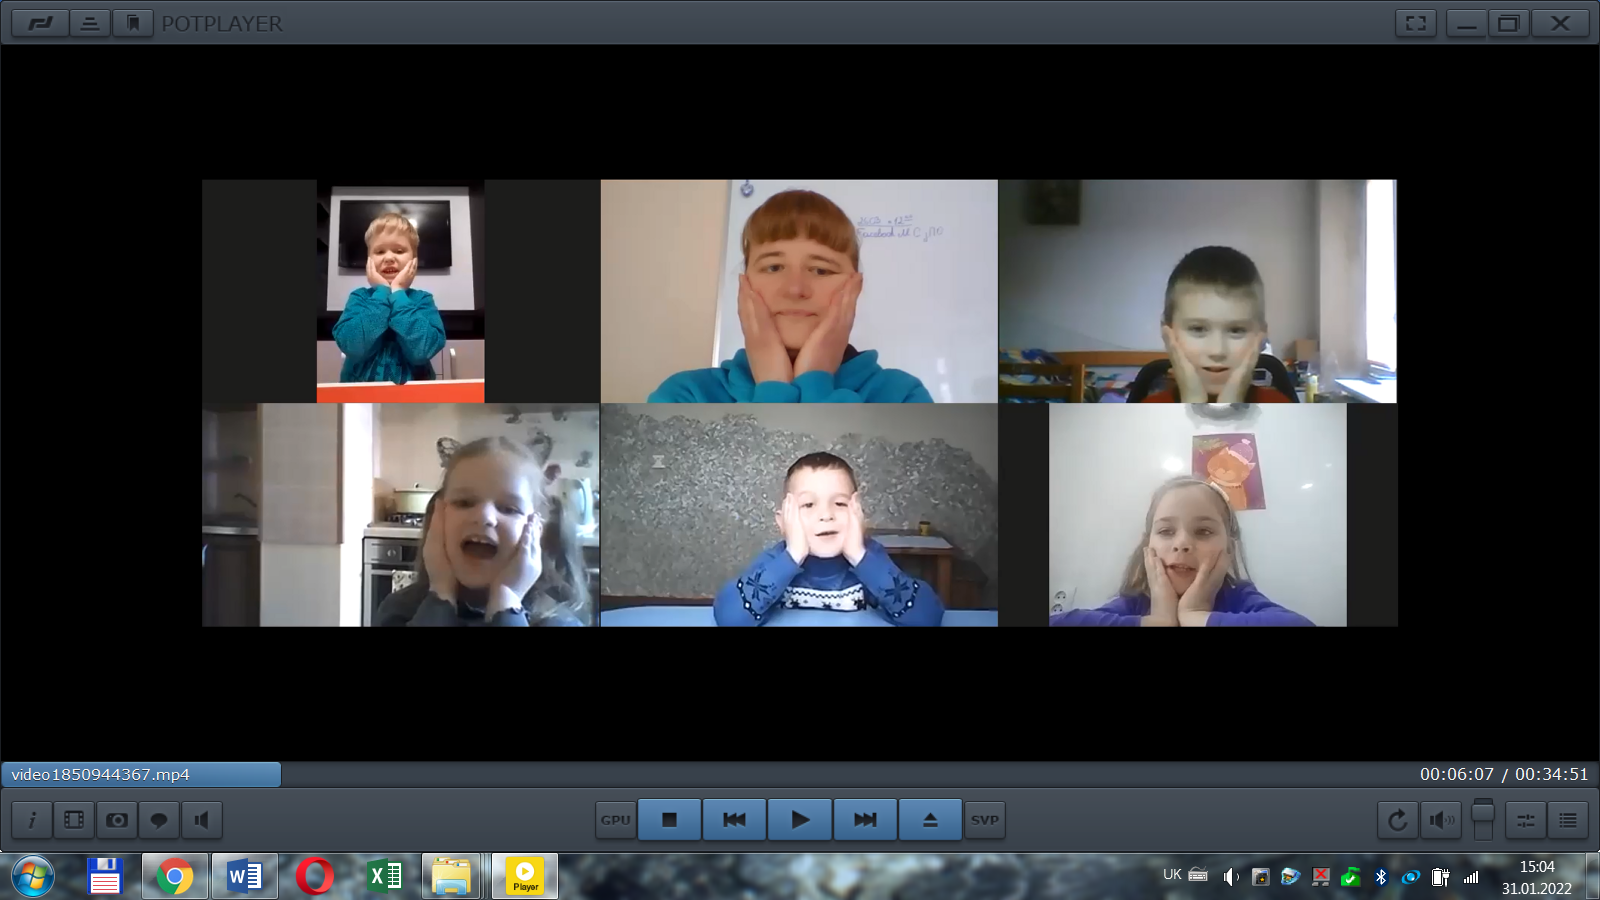 POTPLAYER
video1850944367.mp4
00:06:07 / 00:34:51
GPU
SVP
Player
UK
15:04
31.01.2022